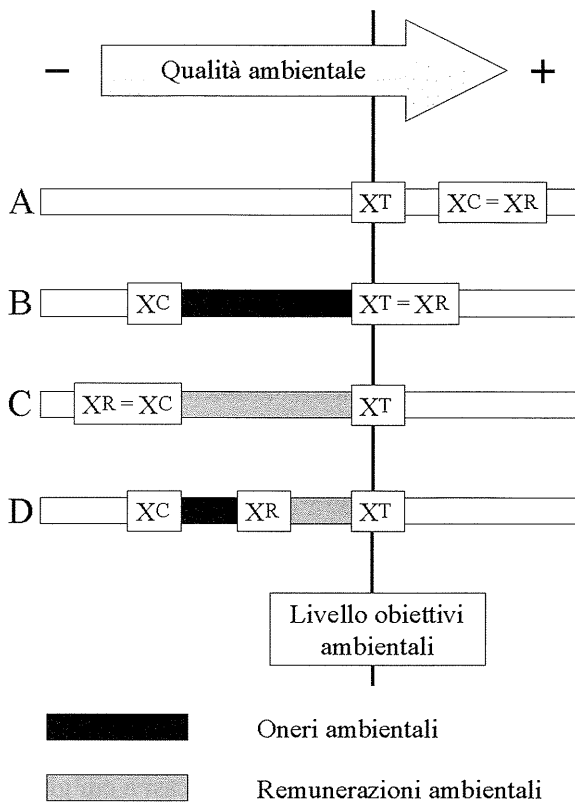 − Qualità ambientale +
A XT XC = XR
B XC XT = XR
C XR = XC XT
D XC XR XT
Livello obiettivi
ambientali
Oneri ambientali
Remunerazioni ambientali